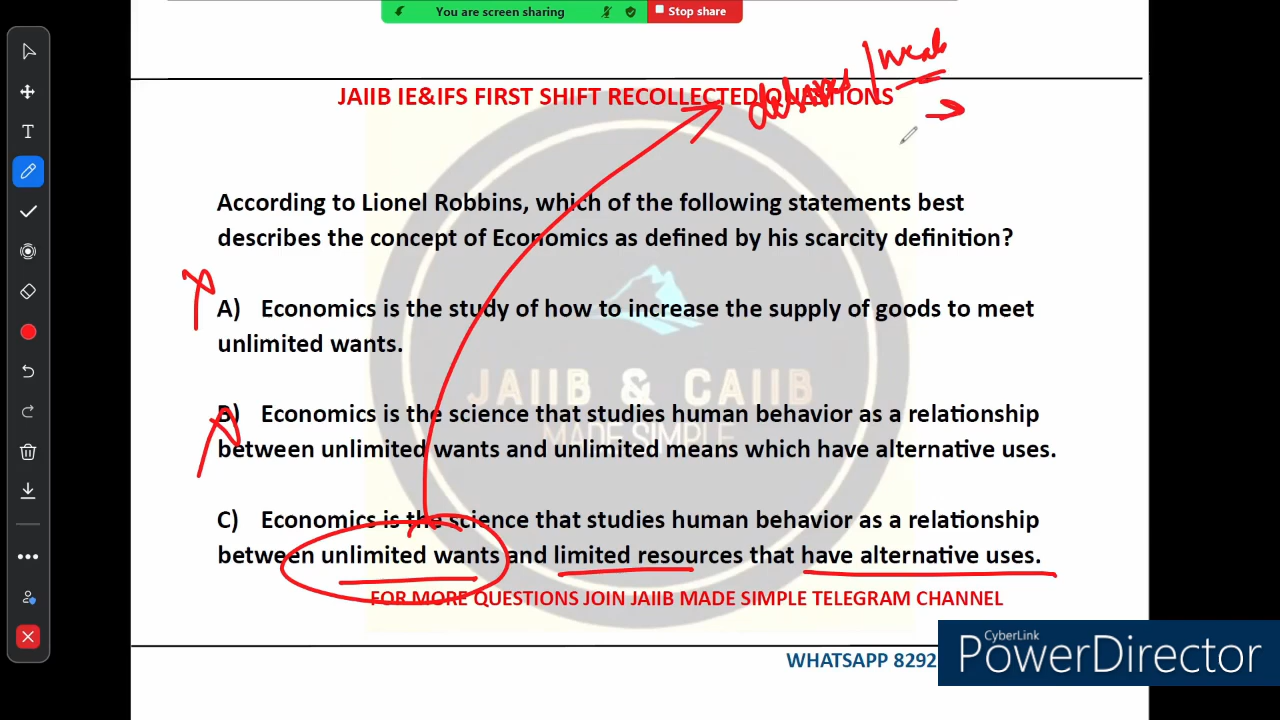 You are screen sharing
Stop share
JAIIB IE&IFS FIRST SHIFT RECOLLECTED QUESTIONS
According to Lionel Robbins, which of the following statements best
describes the concept of Economics as defined by his scarcity definition?
A) Economics is the study of how to increase the supply of goods to meet
unlimited wants.
B) Economics is the science that studies human behavior as a relationship
between unlimited wants and unlimited means which have alternative uses.
C) Economics is the science that studies human behavior as a relationship
between unlimited wants and limited resources that have alternative uses.
JAIIB & CAIIB
MADE SIMPLE
FOR MORE QUESTIONS JOIN JAIIB MADE SIMPLE TELEGRAM CHANNEL
WHATSAPP 8292
CyberLink
PowerDirector
T